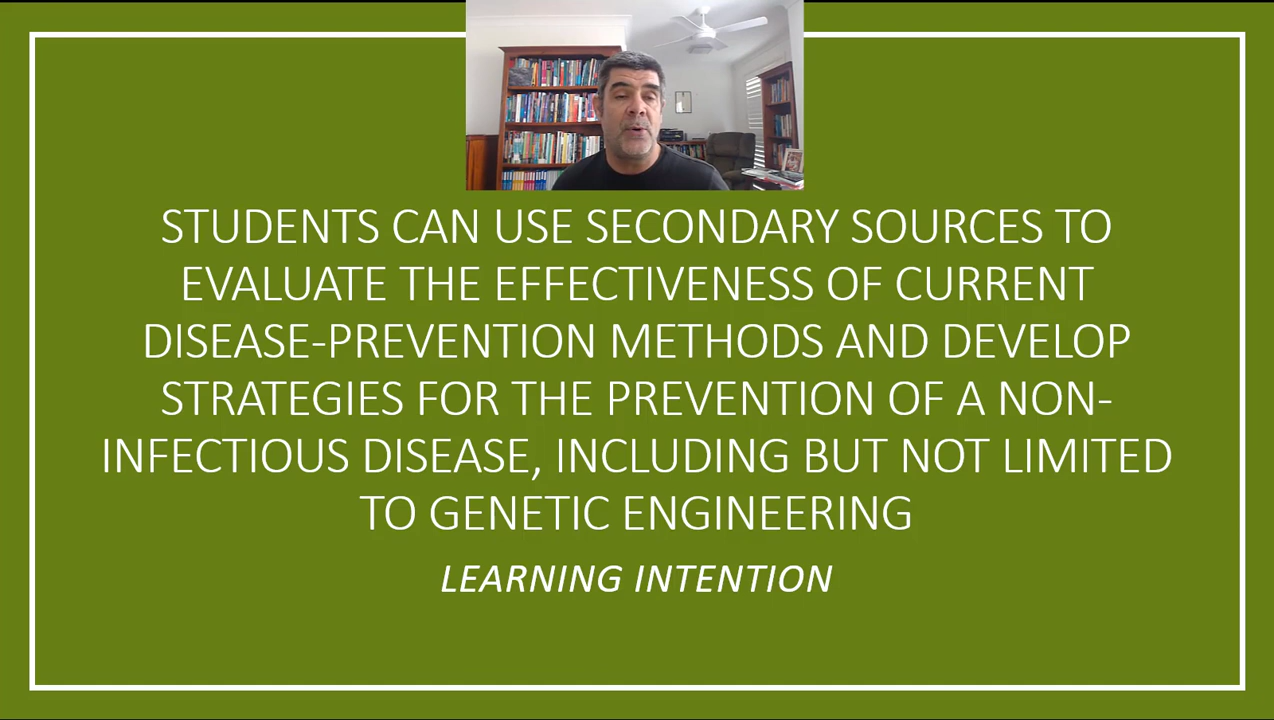 STUDENTS CAN USE SECONDARY SOURCES TO
EVALUATE THE EFFECTIVENESS OF CURRENT
DISEASE-PREVENTION METHODS AND DEVELOP
STRATEGIES FOR THE PREVENTION OF A NON-
INFECTIOUS DISEASE, INCLUDING BUT NOT LIMITED
TO GENETIC ENGINEERING
LEARNING INTENTION